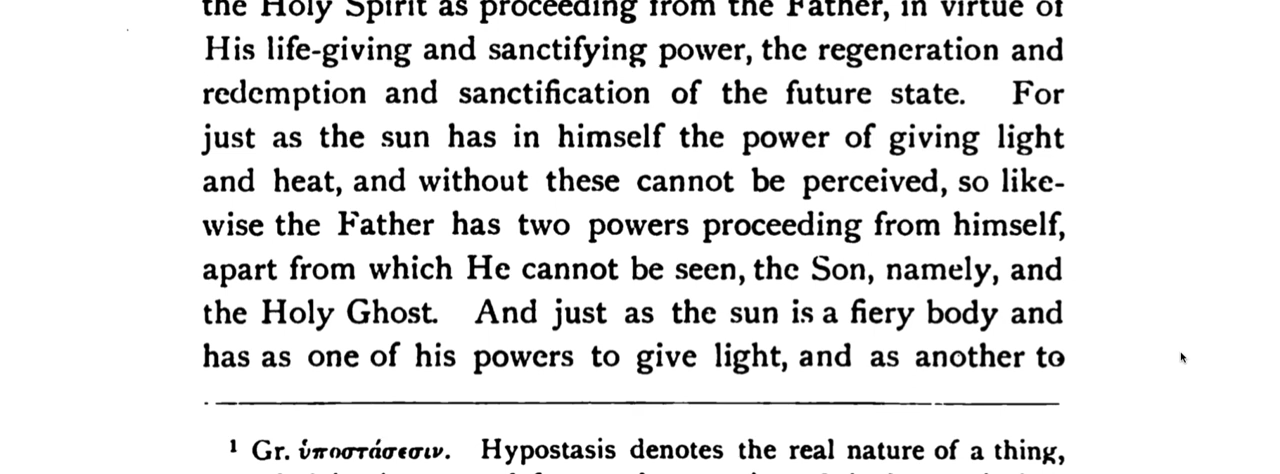 the Holy Spirit as proceeding from the Father, in virtue of
His life-giving and sanctifying power, the regeneration and
redemption and sanctification of the future state. For
just as the sun has in himself the power of giving light
and heat, and without these cannot be perceived, so like-
wise the Father has two powers proceeding from himself,
apart from which He cannot be seen, the Son, namely, and
the Holy Ghost. And just as the sun is a fiery body and
has as one of his powers to give light, and as another to
¹ Gr. ὑποστάσεσιν. Hypostasis denotes the real nature of a thing,